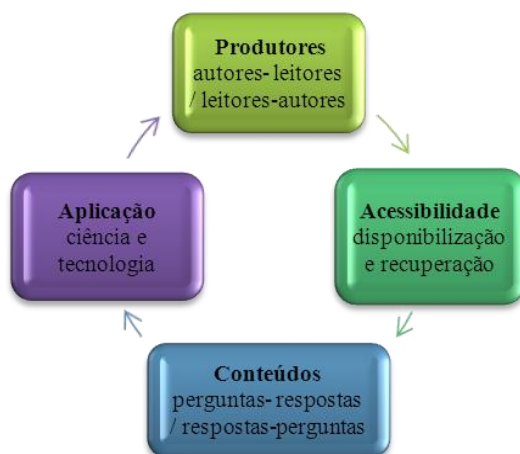 Produtores
autores- leitores
/ leitores-autores
Aplicação
ciência e
tecnologia
Acessibilidade
disponibilização
e recuperação
Conteúdos
perguntas- respostas
/ respostas-perguntas